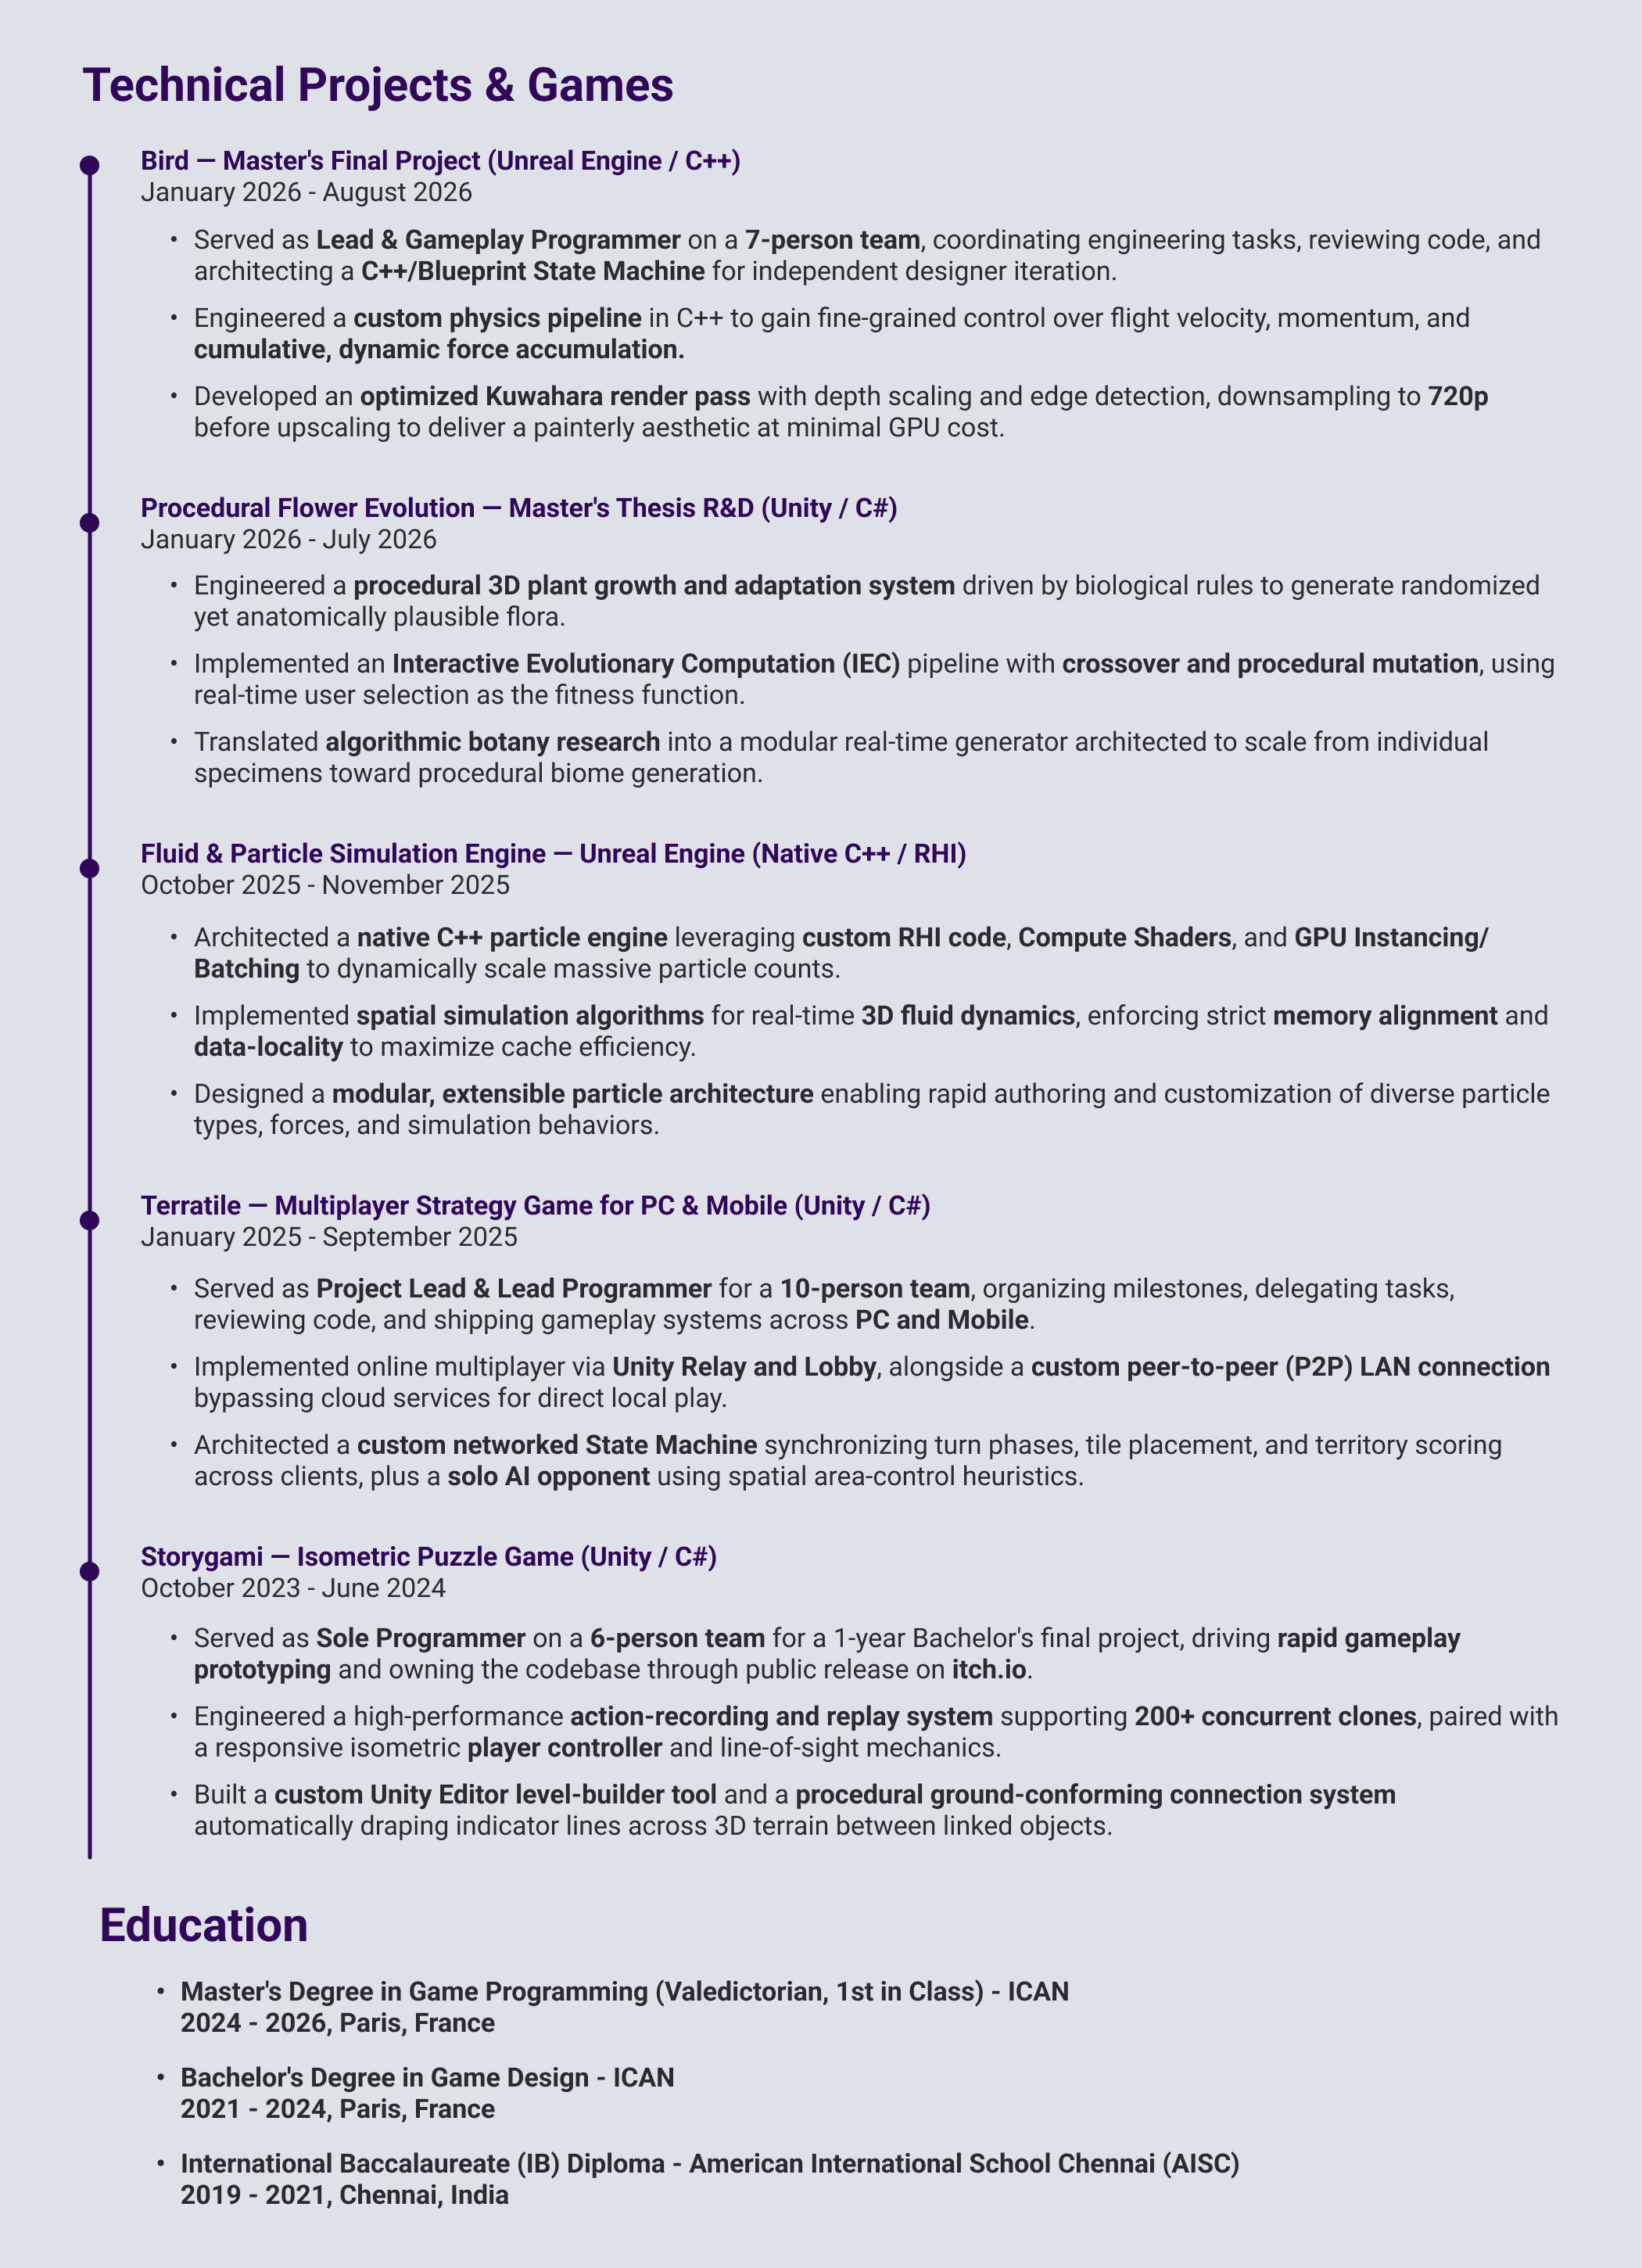 Technical Projects & Games
Bird — Master's Final Project (Unreal Engine / C++)
January 2026 - August 2026
• Served as Lead & Gameplay Programmer on a 7-person team, coordinating engineering tasks, reviewing code, and
architecting a C++/Blueprint State Machine for independent designer iteration.
• Engineered a custom physics pipeline in C++ to gain fine-grained control over flight velocity, momentum, and
cumulative, dynamic force accumulation.
• Developed an optimized Kuwahara render pass with depth scaling and edge detection, downsampling to 720p
before upscaling to deliver a painterly aesthetic at minimal GPU cost.
Procedural Flower Evolution — Master's Thesis R&D (Unity / C#)
January 2026 - July 2026
• Engineered a procedural 3D plant growth and adaptation system driven by biological rules to generate randomized
yet anatomically plausible flora.
• Implemented an Interactive Evolutionary Computation (IEC) pipeline with crossover and procedural mutation, using
real-time user selection as the fitness function.
• Translated algorithmic botany research into a modular real-time generator architected to scale from individual
specimens toward procedural biome generation.
Fluid & Particle Simulation Engine — Unreal Engine (Native C++ / RHI)
October 2025 - November 2025
• Architected a native C++ particle engine leveraging custom RHI code, Compute Shaders, and GPU Instancing/
Batching to dynamically scale massive particle counts.
• Implemented spatial simulation algorithms for real-time 3D fluid dynamics, enforcing strict memory alignment and
data-locality to maximize cache efficiency.
• Designed a modular, extensible particle architecture enabling rapid authoring and customization of diverse particle
types, forces, and simulation behaviors.
Terratile — Multiplayer Strategy Game for PC & Mobile (Unity / C#)
January 2025 - September 2025
• Served as Project Lead & Lead Programmer for a 10-person team, organizing milestones, delegating tasks,
reviewing code, and shipping gameplay systems across PC and Mobile.
• Implemented online multiplayer via Unity Relay and Lobby, alongside a custom peer-to-peer (P2P) LAN connection
bypassing cloud services for direct local play.
• Architected a custom networked State Machine synchronizing turn phases, tile placement, and territory scoring
across clients, plus a solo AI opponent using spatial area-control heuristics.
Storygami — Isometric Puzzle Game (Unity / C#)
October 2023 - June 2024
• Served as Sole Programmer on a 6-person team for a 1-year Bachelor's final project, driving rapid gameplay
prototyping and owning the codebase through public release on itch.io.
• Engineered a high-performance action-recording and replay system supporting 200+ concurrent clones, paired with
a responsive isometric player controller and line-of-sight mechanics.
• Built a custom Unity Editor level-builder tool and a procedural ground-conforming connection system
automatically draping indicator lines across 3D terrain between linked objects.
Education
• Master's Degree in Game Programming (Valedictorian, 1st in Class) - ICAN
2024 - 2026, Paris, France
• Bachelor's Degree in Game Design - ICAN
2021 - 2024, Paris, France
• International Baccalaureate (IB) Diploma - American International School Chennai (AISC)
2019 - 2021, Chennai, India